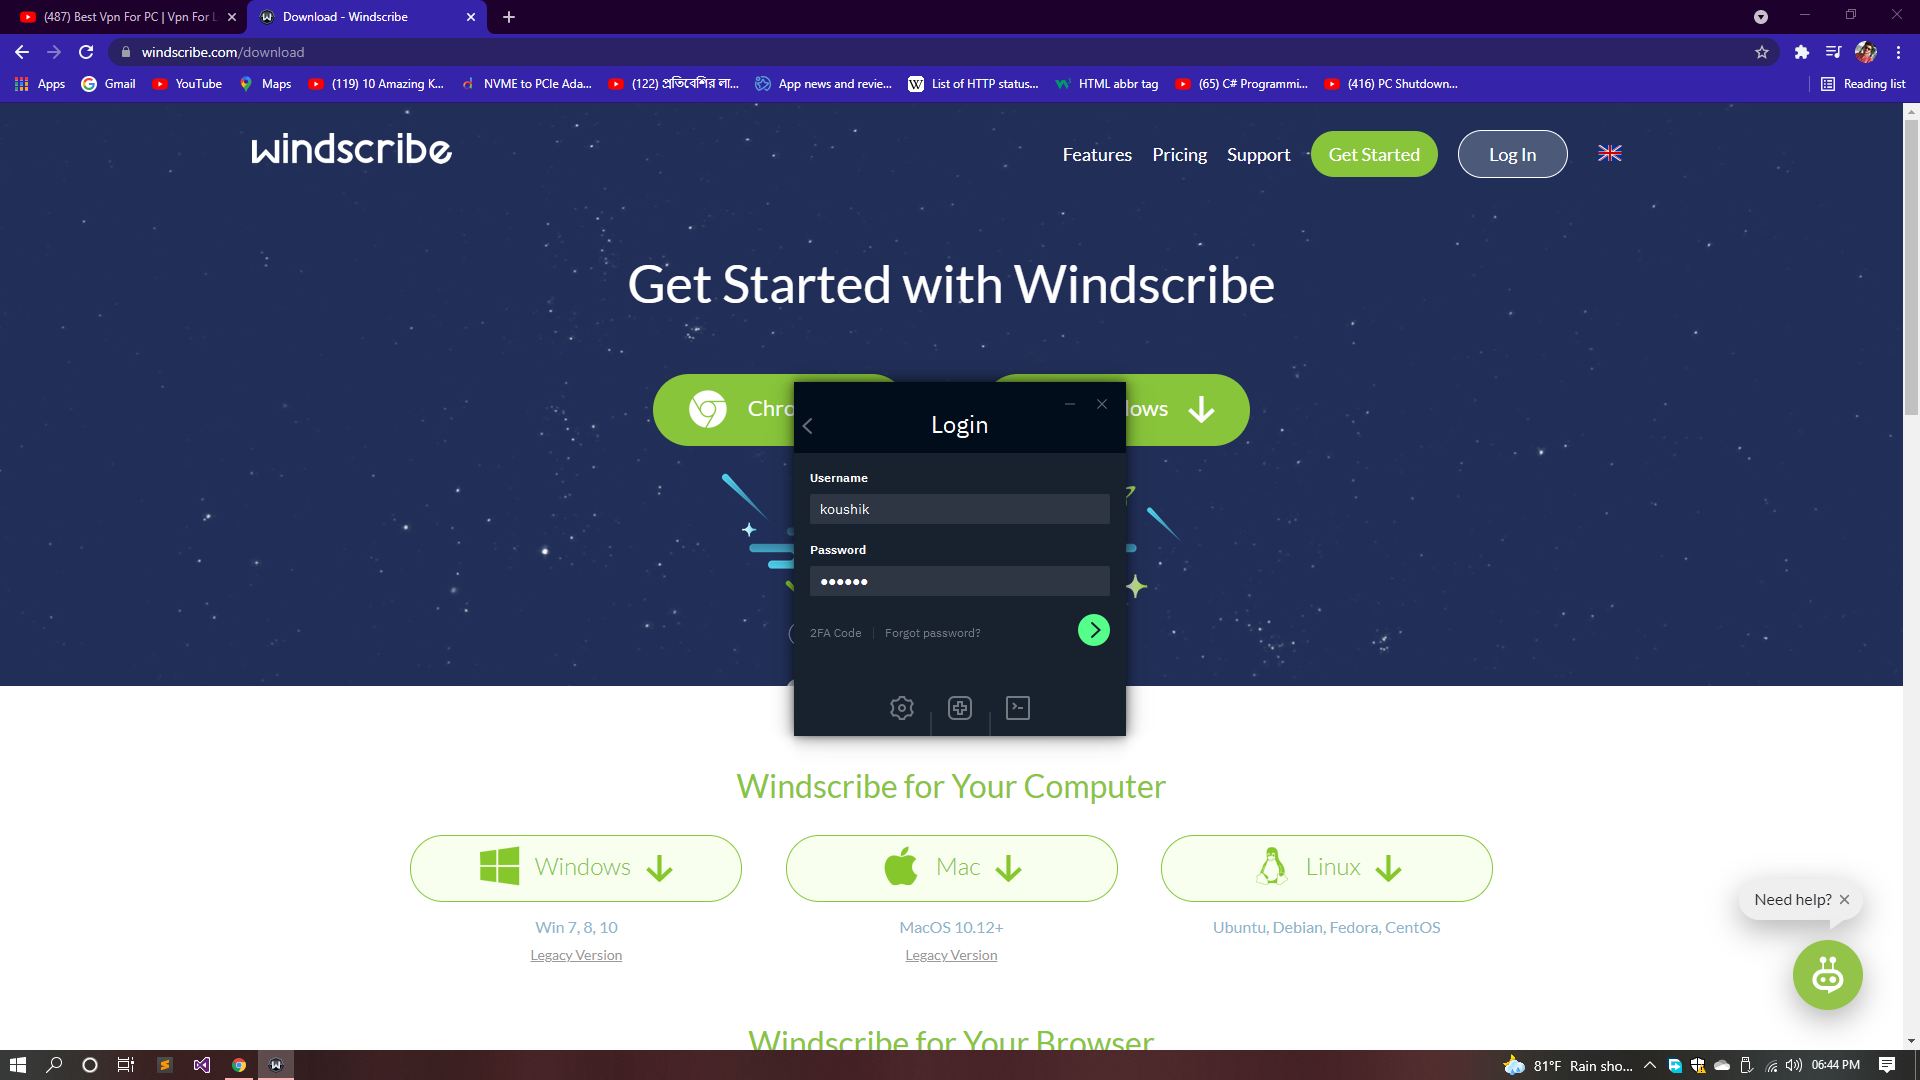 (487) Best Vpn For PC | Vpn For L
Download - Windscribe
windscribe.com/download
Apps
Gmail
YouTube
Maps
(119) 10 Amazing K...
NVME to PCIe Ada...
(122) প্রতিবেশির লা...
App news and revie...
List of HTTP status...
HTML abbr tag
(65) C# Programmi...
(416) PC Shutdown...
Reading list
windscribe
Features
Pricing
Support
Get Started
Log In
Get Started with Windscribe
Chro
lows
Login
Username
koushik
Password
••••••
2FA Code
Forgot password?
Windscribe for Your Computer
Windows
Mac
Linux
Win 7, 8, 10
MacOS 10.12+
Ubuntu, Debian, Fedora, CentOS
Legacy Version
Legacy Version
Need help?
Windscribe for Your Browser
81°F Rain sho...
06:44 PM